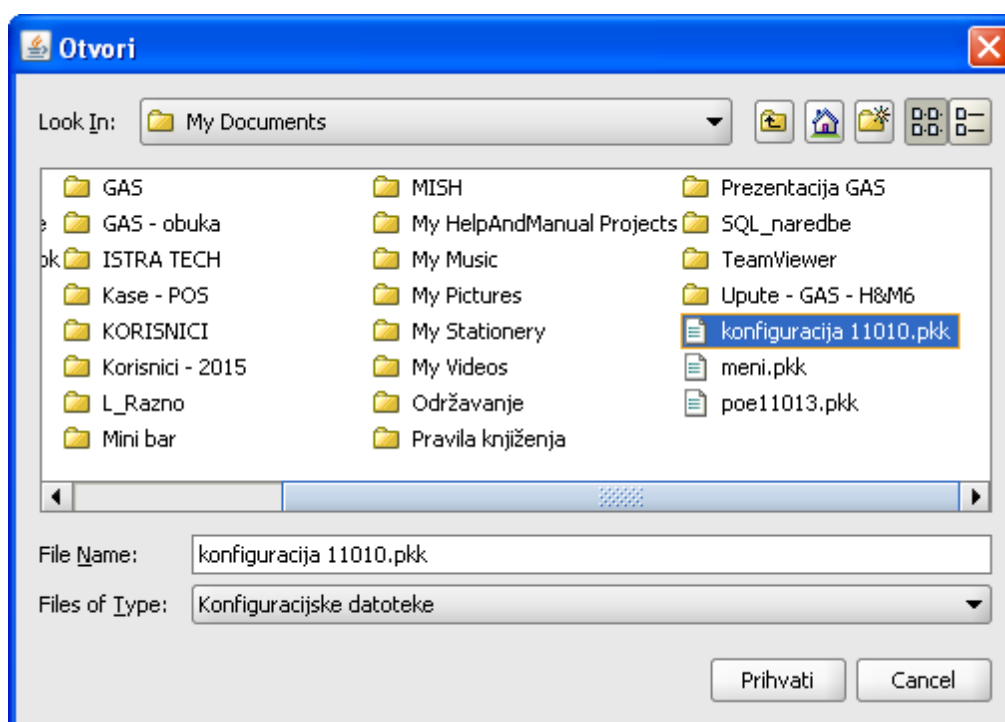 Otvori
Look In: My Documents
GAS MISH Prezentacija GAS
e GAS - obuka My HelpAndManual Projects SQL_naredbe
ok ISTRA TECH My Music TeamViewer
Kase - POS My Pictures Upute - GAS - H&M6
KORISNICI My Stationery konfiguracija 11010.pkk
Korisnici - 2015 My Videos meni.pkk
L_Razno Održavanje poe11013.pkk
Mini bar Pravila knjiženja
File Name: konfiguracija 11010.pkk
Files of Type: Konfiguracijske datoteke
Prihvati Cancel